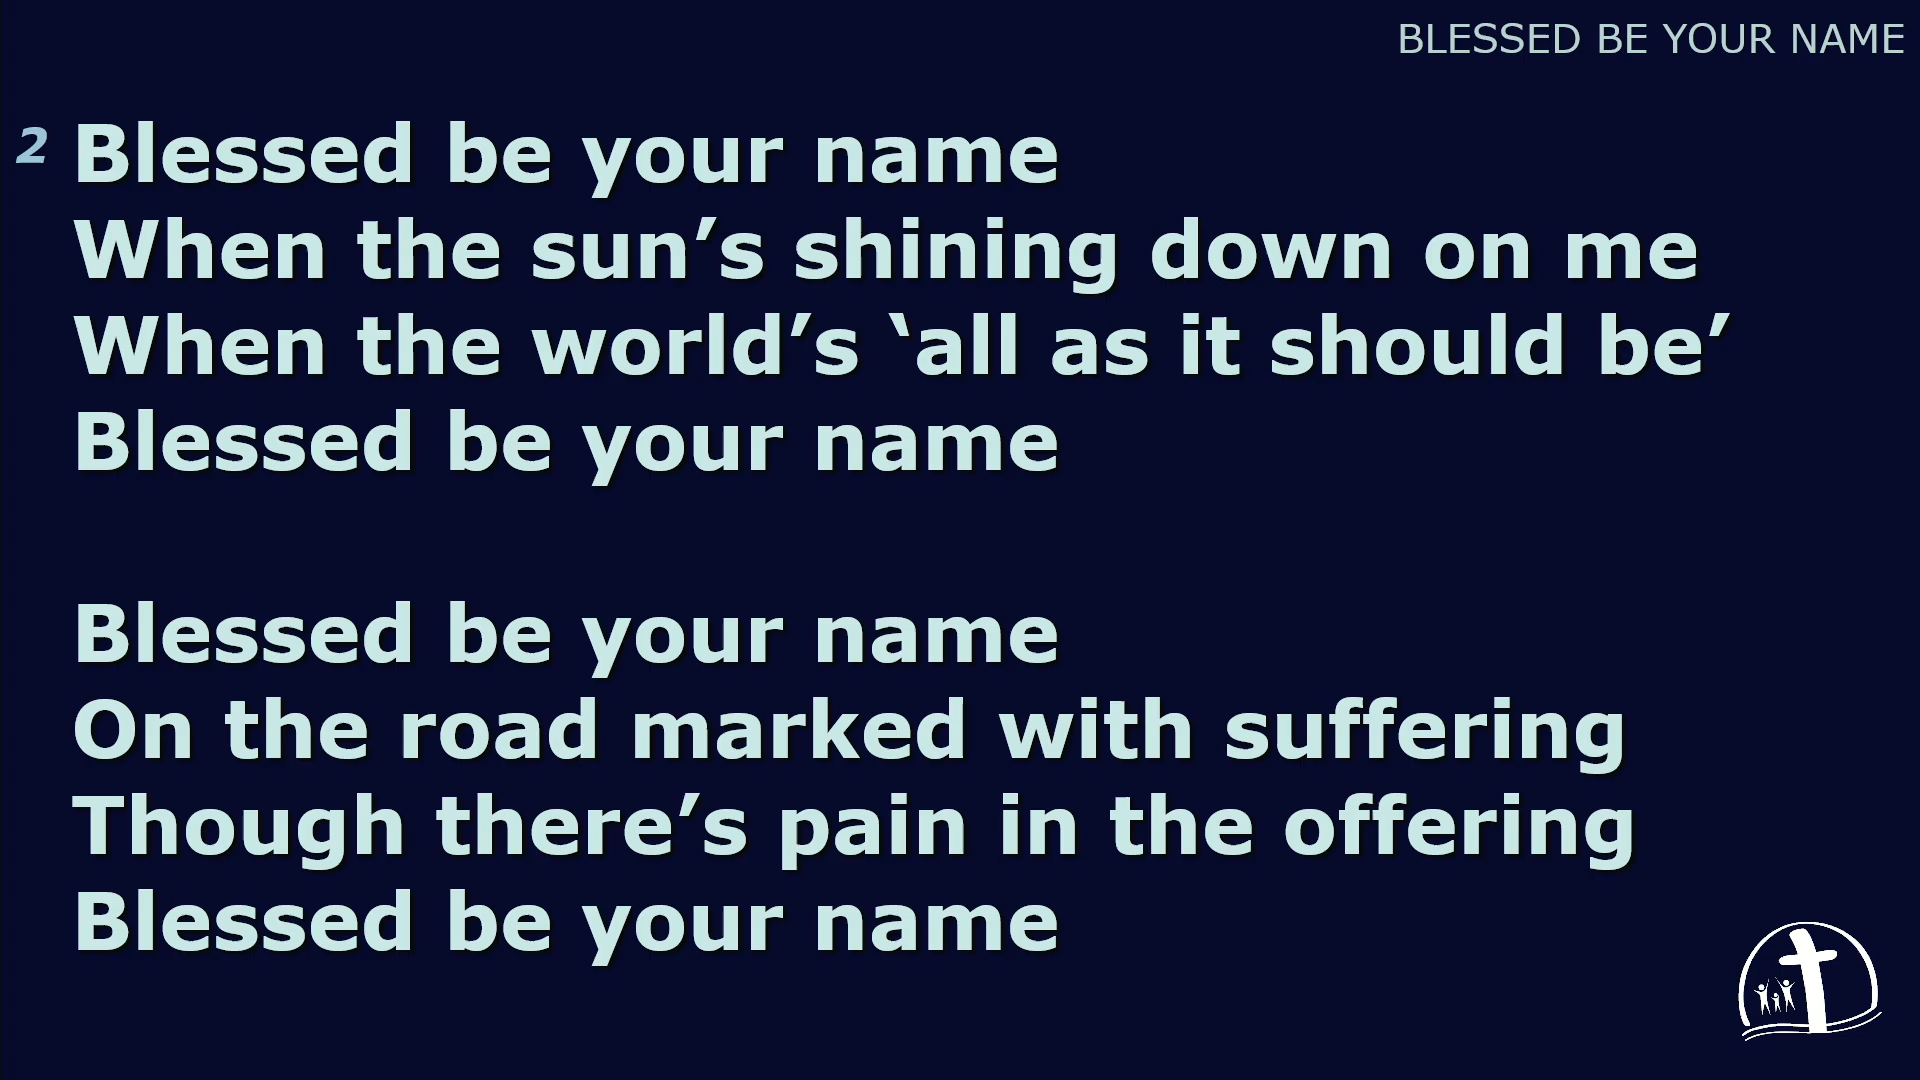 BLESSED BE YOUR NAME
2 Blessed be your name
When the sun’s shining down on me
When the world’s ‘all as it should be’
Blessed be your name
Blessed be your name
On the road marked with suffering
Though there’s pain in the offering
Blessed be your name